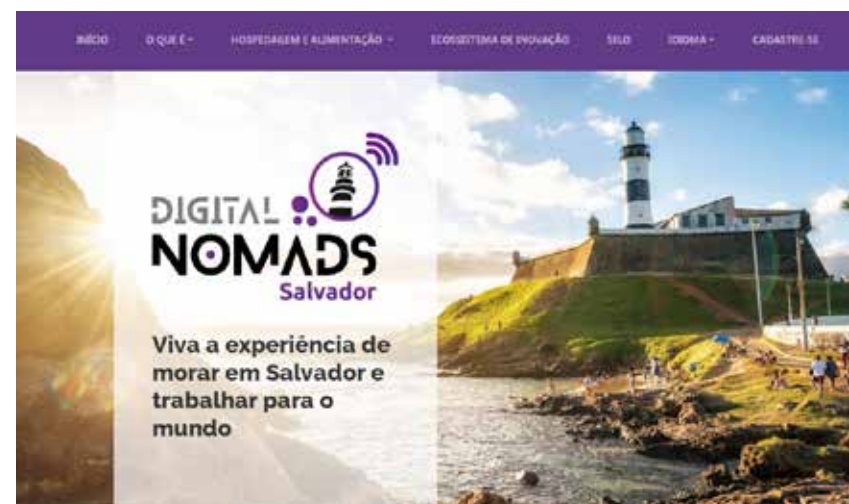 INÍCIO O QUE É HOSPEDAGEM E ALIMENTAÇÃO ECOSSISTEMA DE INOVAÇÃO SELO IDIOMA CADASTRE-SE
DIGITAL
NOMADS
Salvador
Viva a experiência de
morar em Salvador e
trabalhar para o
mundo